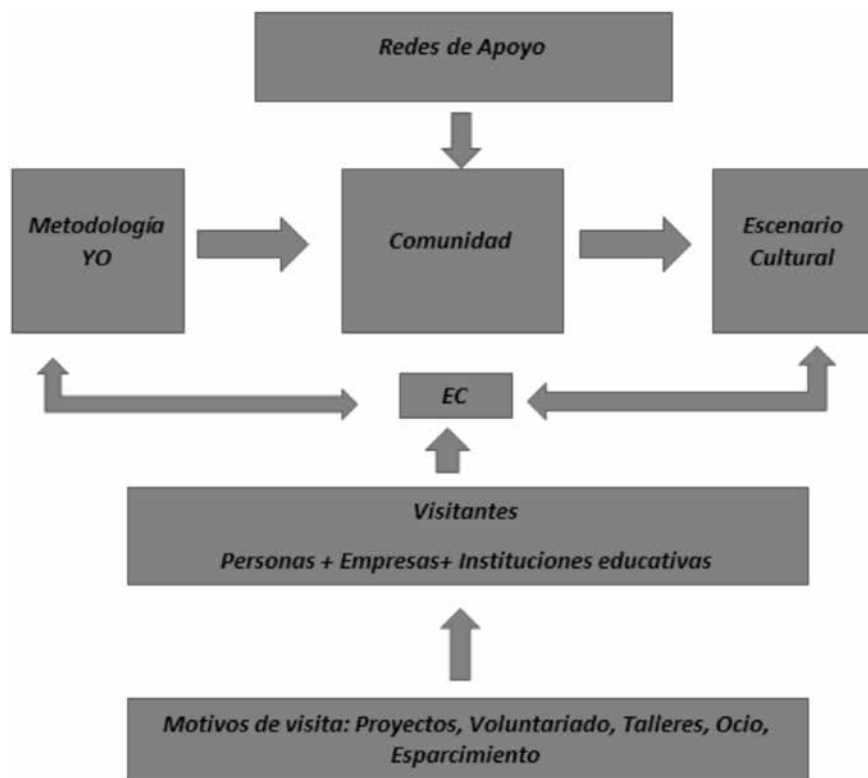 Redes de Apoyo
Metodología
YO
Comunidad
Escenario
Cultural
EC
Visitantes
Personas + Empresas+ Instituciones educativas
Motivos de visita: Proyectos, Voluntariado, Talleres, Ocio,
Esparcimiento